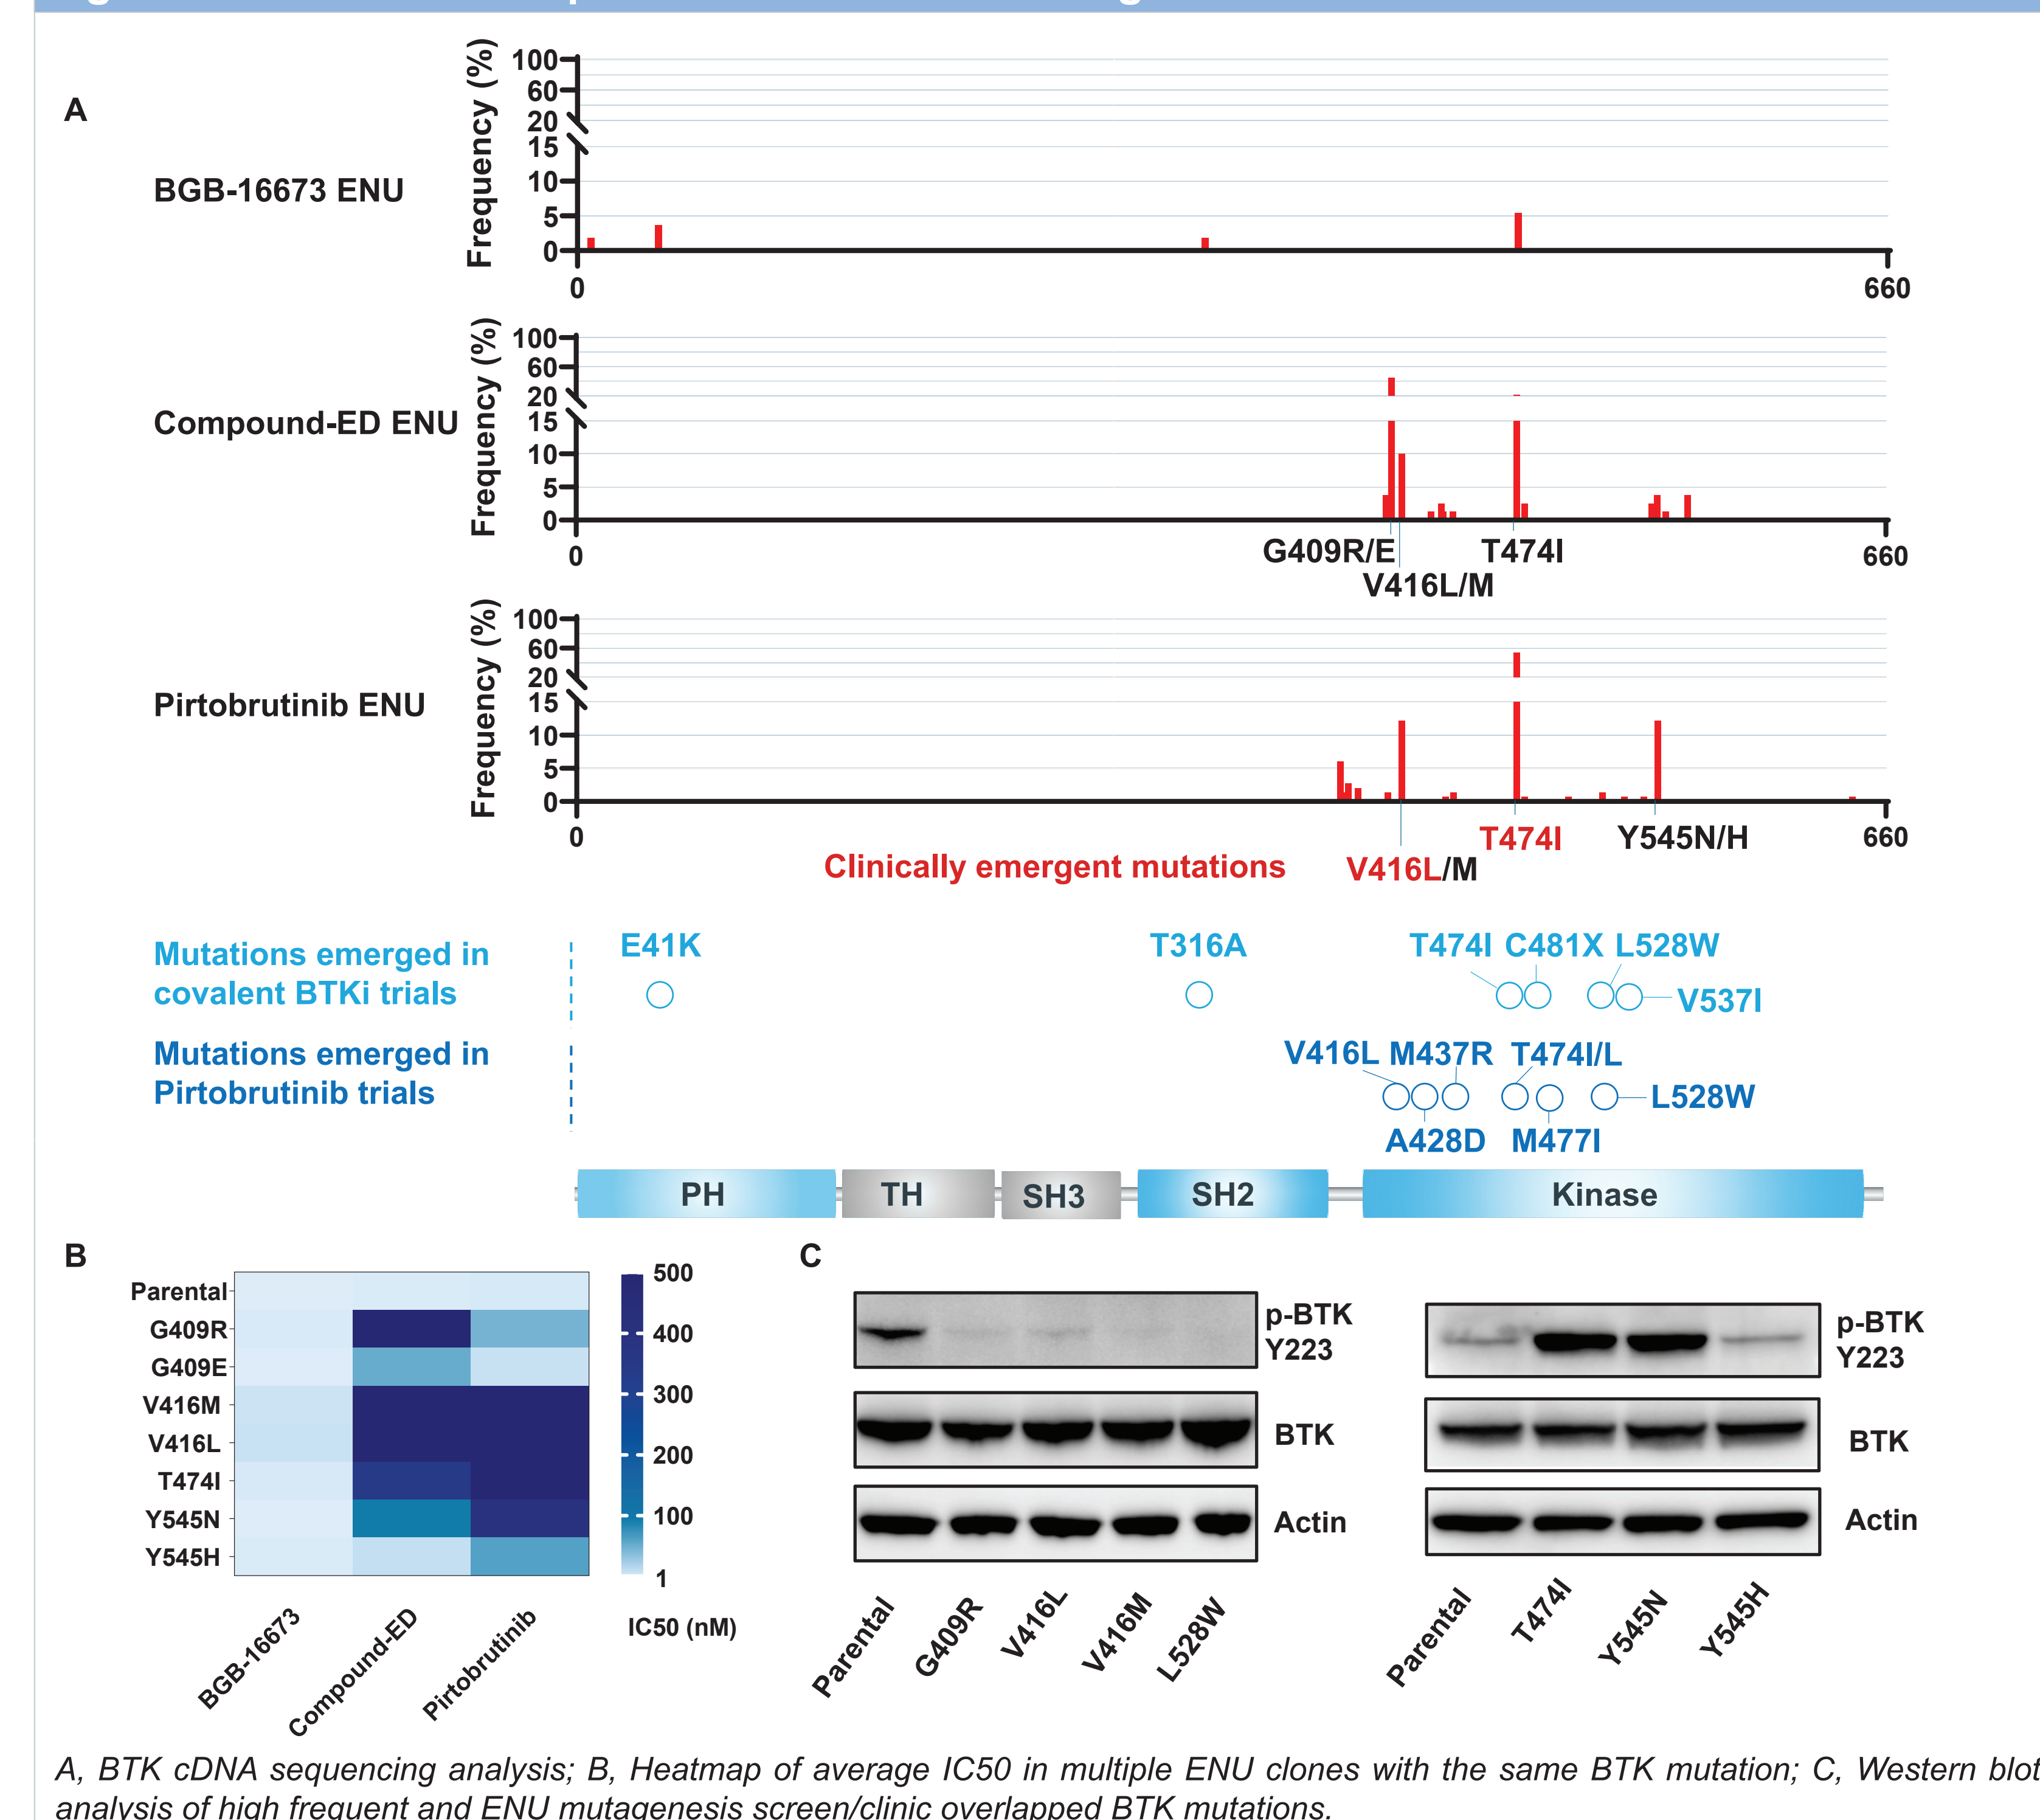 A
Frequency (%)
100
60
20
15
10
5
0
BGB-16673 ENU
0
660
Frequency (%)
100
60
20
15
10
5
0
Compound-ED ENU
0
660
G409R/E
T474I
V416L/M
Frequency (%)
100
60
20
15
10
5
0
Pirtobrutinib ENU
0
660
T474I
Y545N/H
Clinically emergent mutations
V416L/M
Mutations emerged in
covalent BTKi trials
E41K
T316A
T474I C481X L528W
V537I
Mutations emerged in
Pirtobrutinib trials
V416L M437R T474I/L
L528W
A428D
M477I
PH
TH
SH3
SH2
Kinase
B
Parental
G409R
G409E
V416M
V416L
T474I
Y545N
Y545H
BGB-16673
Compound-ED
Pirtobrutinib
500
400
300
200
100
1
IC50 (nM)
C
p-BTK
Y223
BTK
Actin
Parental
G409R
V416L
V416M
L528W
p-BTK
Y223
BTK
Actin
Parental
T474I
Y545N
Y545H
A, BTK cDNA sequencing analysis; B, Heatmap of average IC50 in multiple ENU clones with the same BTK mutation; C, Western blot
analysis of high frequent and ENU mutagenesis screen/clinic overlapped BTK mutations.